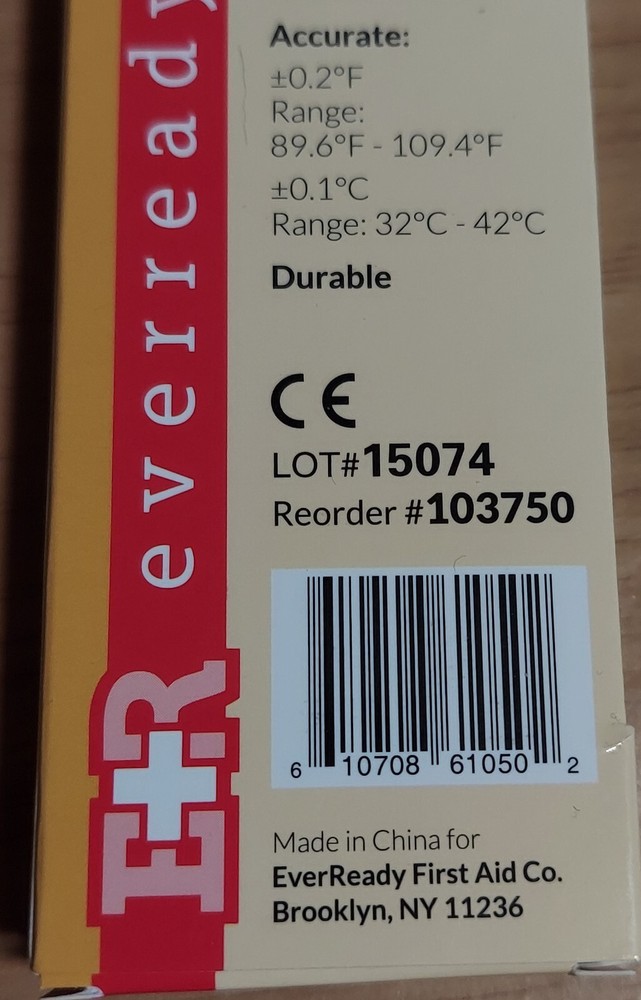 everready
E+R
Accurate:
±0.2°F
Range:
89.6°F - 109.4°F
±0.1°C
Range: 32°C - 42°C
Durable
CE
LOT#15074
Reorder #103750
6 10708 61050 2
Made in China for
EverReady First Aid Co.
Brooklyn, NY 11236